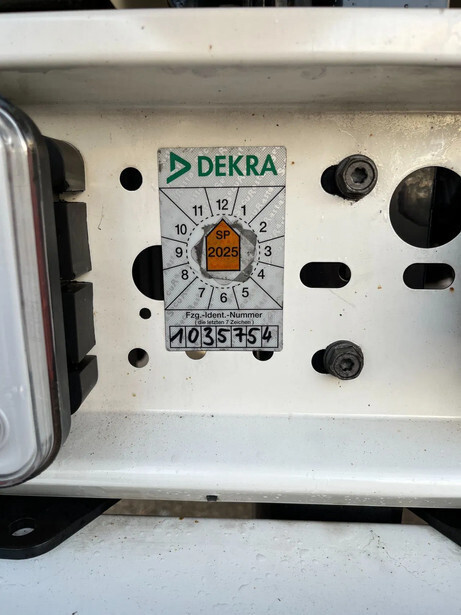 DEKRA
12
11 1
10 2
9 3
8 4
7 5
6
SP
2025
Fzg.-Ident.-Nummer
(die letzten 7 Zeichen)
1035754